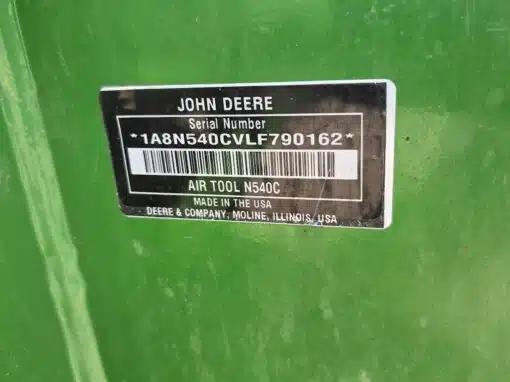 JOHN DEERE
Serial Number
*1A8N540CVLF790162*
AIR TOOL N540C
MADE IN THE USA
DEERE & COMPANY, MOLINE, ILLINOIS, USA